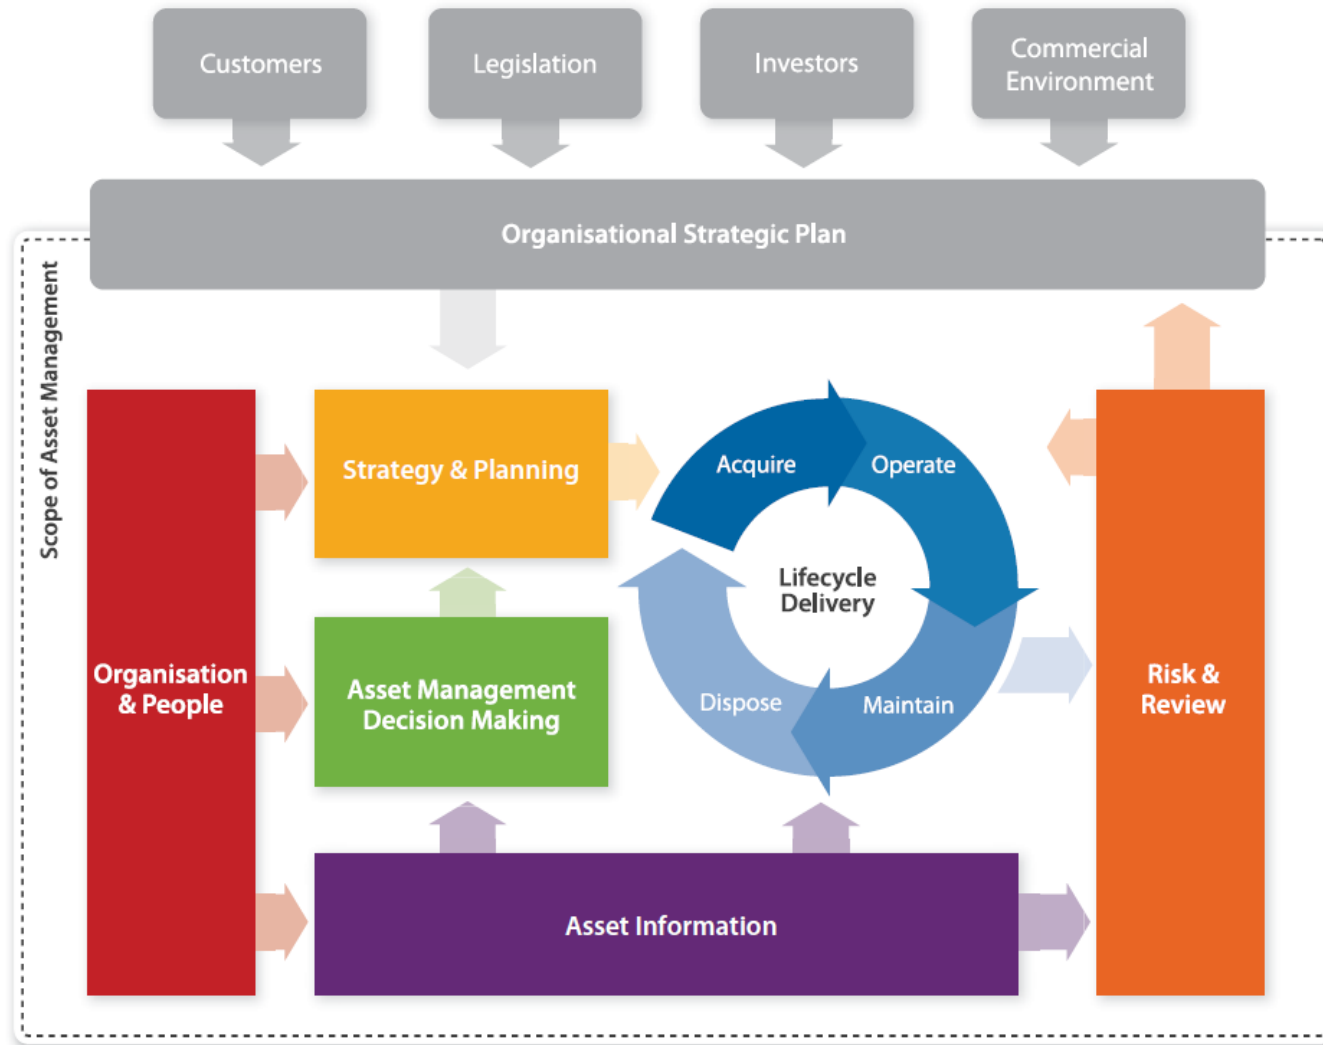 Customers
Legislation
Investors
Commercial
Environment
Organisational Strategic Plan
Scope of Asset Management
Strategy & Planning
Acquire
Operate
Lifecycle
Delivery
Organisation
& People
Asset Management
Decision Making
Dispose
Maintain
Risk &
Review
Asset Information